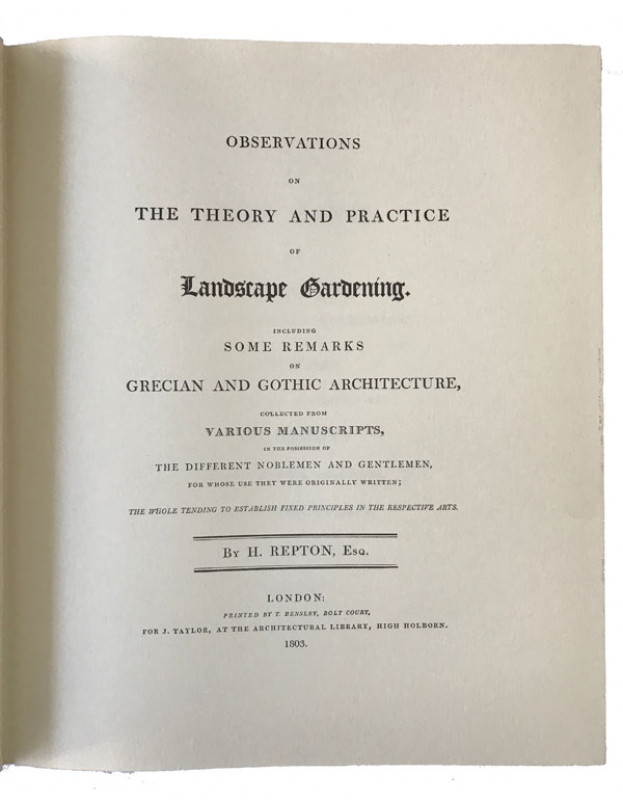 OBSERVATIONS
ON
THE THEORY AND PRACTICE
OF
Landscape Gardening.
INCLUDING
SOME REMARKS
ON
GRECIAN AND GOTHIC ARCHITECTURE,
COLLECTED FROM
VARIOUS MANUSCRIPTS,
IN THE POSSESSION OF
THE DIFFERENT NOBLEMEN AND GENTLEMEN,
FOR WHOSE USE THEY WERE ORIGINALLY WRITTEN;
THE WHOLE TENDING TO ESTABLISH FIXED PRINCIPLES IN THE RESPECTIVE ARTS.
By H. REPTON, Esq.
LONDON:
PRINTED BY T. BENSLEY, BOLT COURT,
FOR J. TAYLOR, AT THE ARCHITECTURAL LIBRARY, HIGH HOLBORN.
1803.